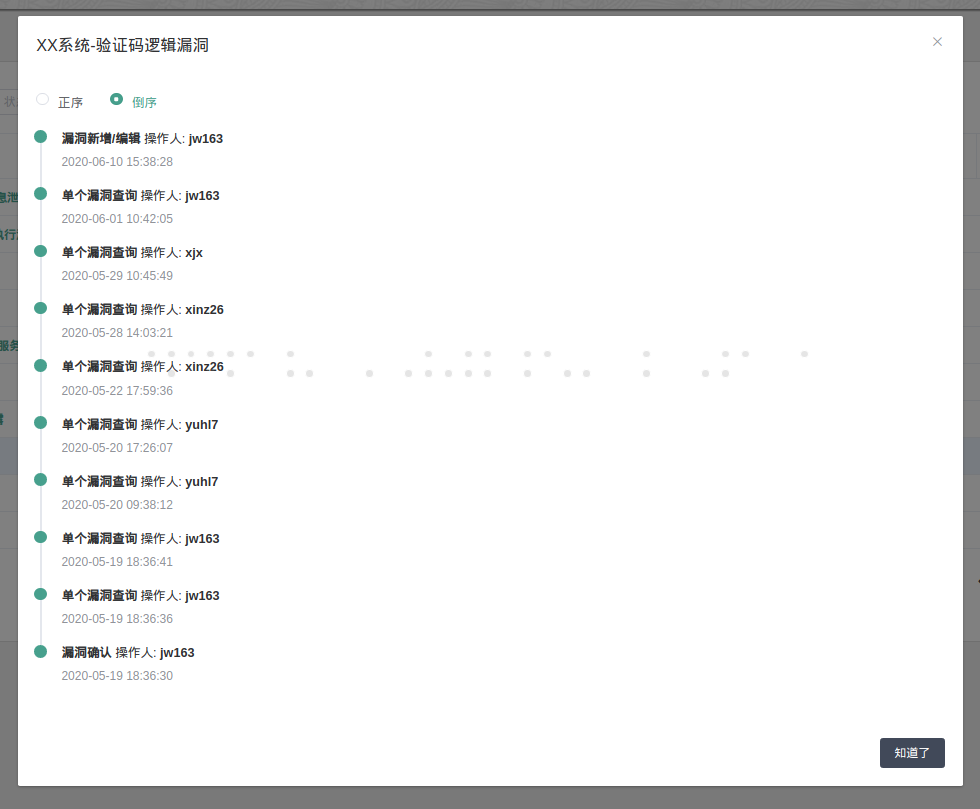 XX系统-验证码逻辑漏洞
正序 倒序
漏洞新增/编辑 操作人: jw163
2020-06-10 15:38:28
单个漏洞查询 操作人: jw163
2020-06-01 10:42:05
单个漏洞查询 操作人: xjx
2020-05-29 10:45:49
单个漏洞查询 操作人: xinz26
2020-05-28 14:03:21
单个漏洞查询 操作人: xinz26
2020-05-22 17:59:36
单个漏洞查询 操作人: yuhl7
2020-05-20 17:26:07
单个漏洞查询 操作人: yuhl7
2020-05-20 09:38:12
单个漏洞查询 操作人: jw163
2020-05-19 18:36:41
单个漏洞查询 操作人: jw163
2020-05-19 18:36:36
漏洞确认 操作人: jw163
2020-05-19 18:36:30
知道了
状
息泄
执行
服务